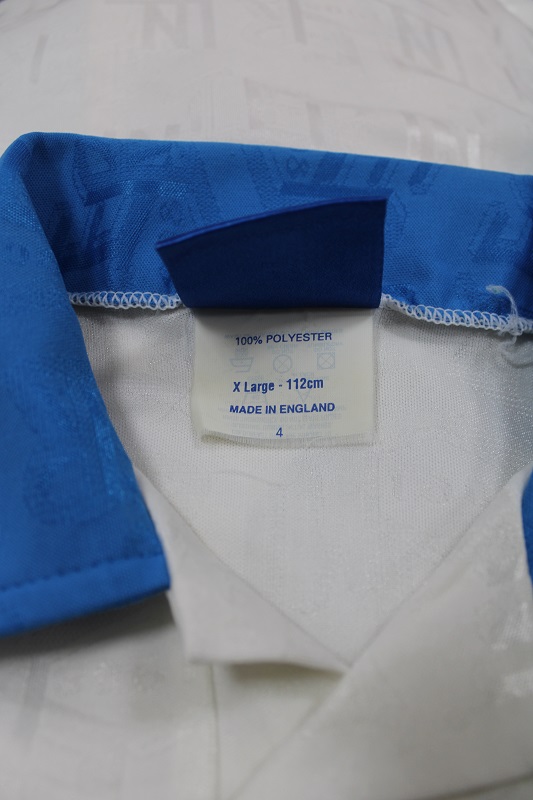 100% POLYESTER
X Large - 112cm
MADE IN ENGLAND
4